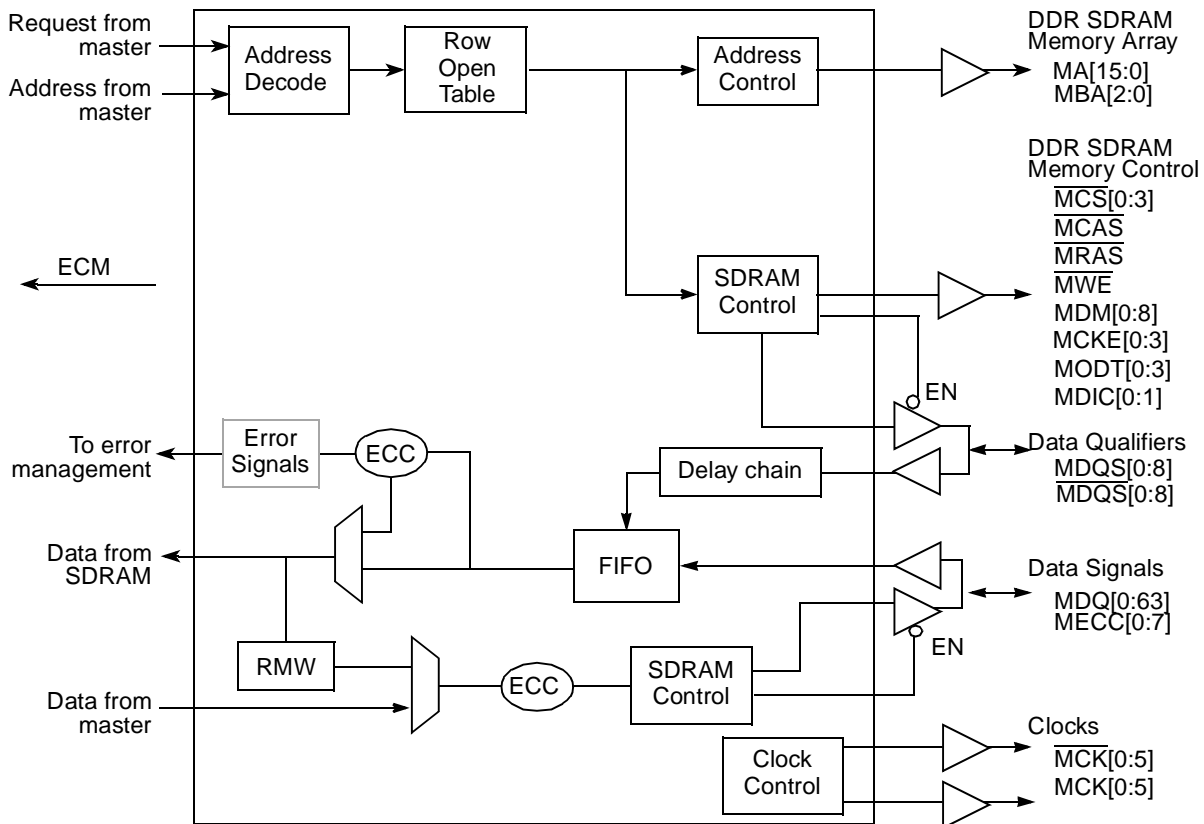 Request from
master
Address from
master
Address
Decode
Row
Open
Table
Address
Control
DDR SDRAM
Memory Array
MA[15:0]
MBA[2:0]
DDR SDRAM
Memory Control
MCS[0:3]
MCAS
MRAS
MWE
MDM[0:8]
MCKE[0:3]
MODT[0:3]
MDIC[0:1]
ECM
SDRAM
Control
EN
To error
management
Error
Signals
ECC
Delay chain
Data Qualifiers
MDQS[0:8]
MDQS[0:8]
Data from
SDRAM
FIFO
Data Signals
MDQ[0:63]
MECC[0:7]
EN
RMW
Data from
master
ECC
SDRAM
Control
Clock
Control
Clocks
MCK[0:5]
MCK[0:5]